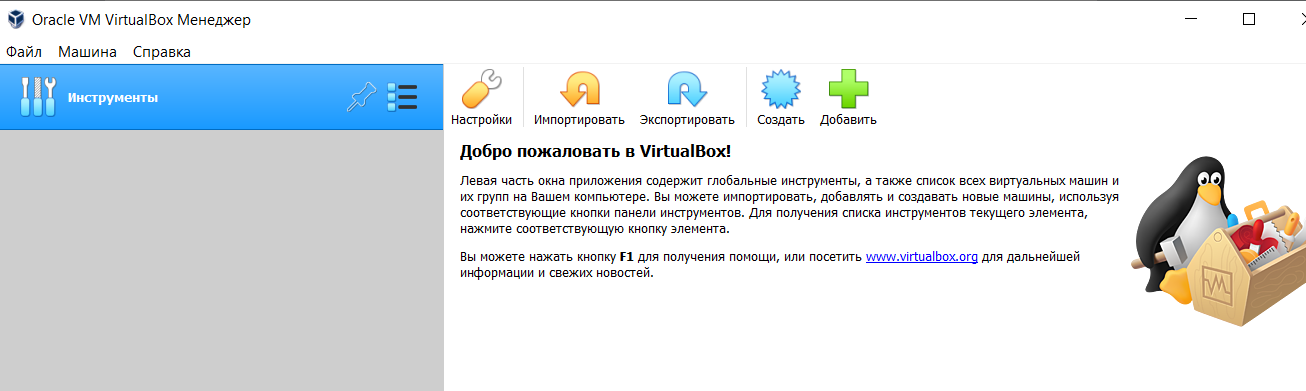 Oracle VM VirtualBox Менеджер
Файл Машина Справка
Инструменты
Настройки Импортировать Экспортировать Создать Добавить
Добро пожаловать в VirtualBox!
Левая часть окна приложения содержит глобальные инструменты, а также список всех виртуальных машин и
их групп на Вашем компьютере. Вы можете импортировать, добавлять и создавать новые машины, используя
соответствующие кнопки панели инструментов. Для получения списка инструментов текущего элемента,
нажмите соответствующую кнопку элемента.
Вы можете нажать кнопку F1 для получения помощи, или посетить www.virtualbox.org для дальнейшей
информации и свежих новостей.